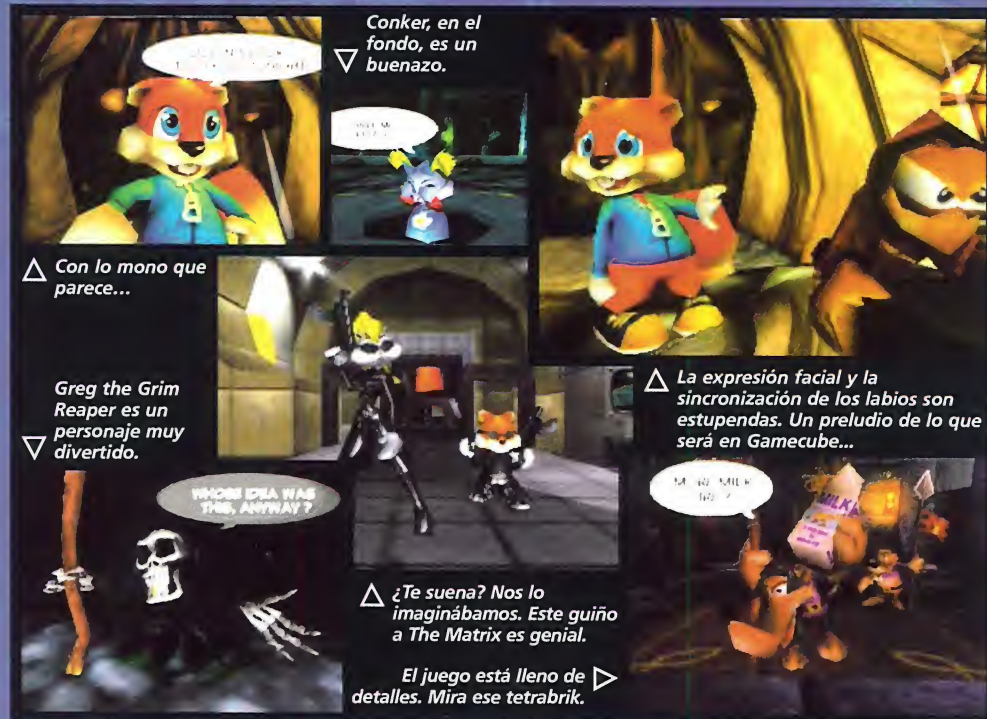 Conker, en el
fondo, es un
buenazo.
Con lo mono que
parece...
La expresión facial y la
sincronización de los labios son
estupendas. Un preludio de lo que
será en Gamecube...
Greg the Grim
Reaper es un
personaje muy
divertido.
WHOSE IDEA WAS
THIS, ANYWAY?
MILK
¿Te suena? Nos lo
imaginábamos. Este guiño
a The Matrix es genial.
El juego está lleno de
detalles. Mira ese tetrabrik.